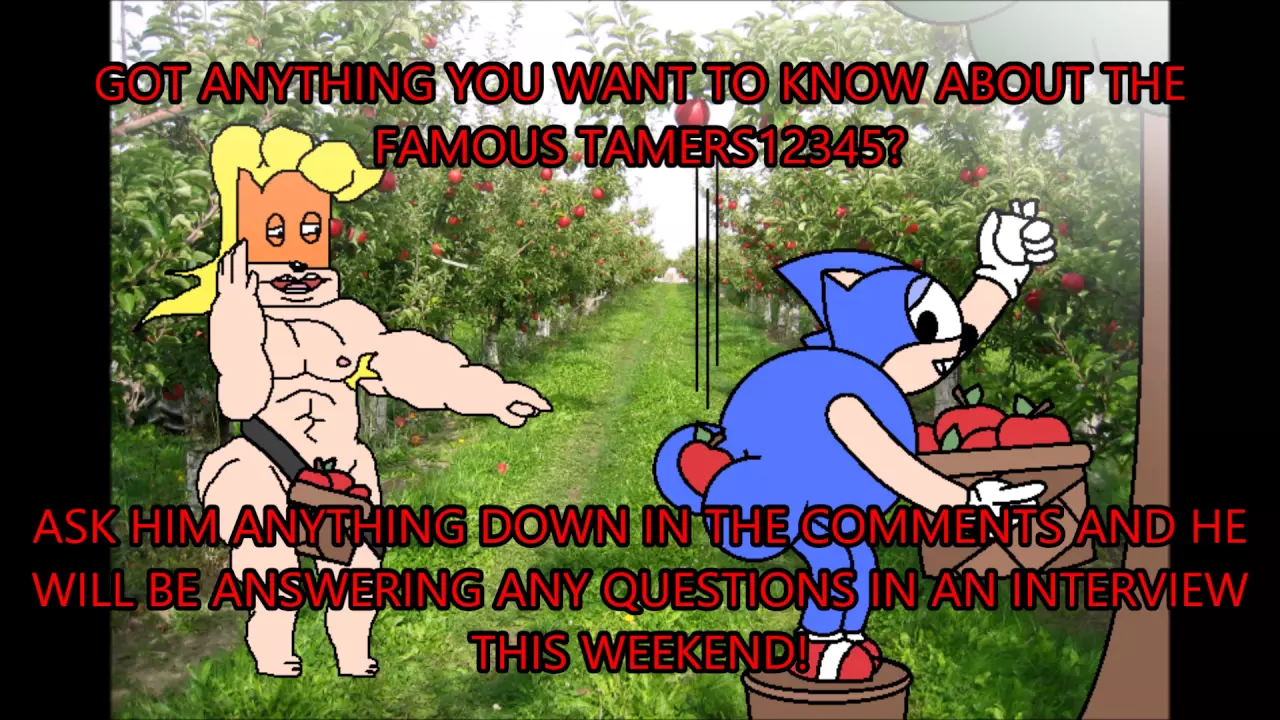 GOT ANYTHING YOU WANT TO KNOW ABOUT THE
FAMOUS TAMERS12345?
ASK HIM ANYTHING DOWN IN THE COMMENTS AND HE
WILL BE ANSWERING ANY QUESTIONS IN AN INTERVIEW
THIS WEEKEND!